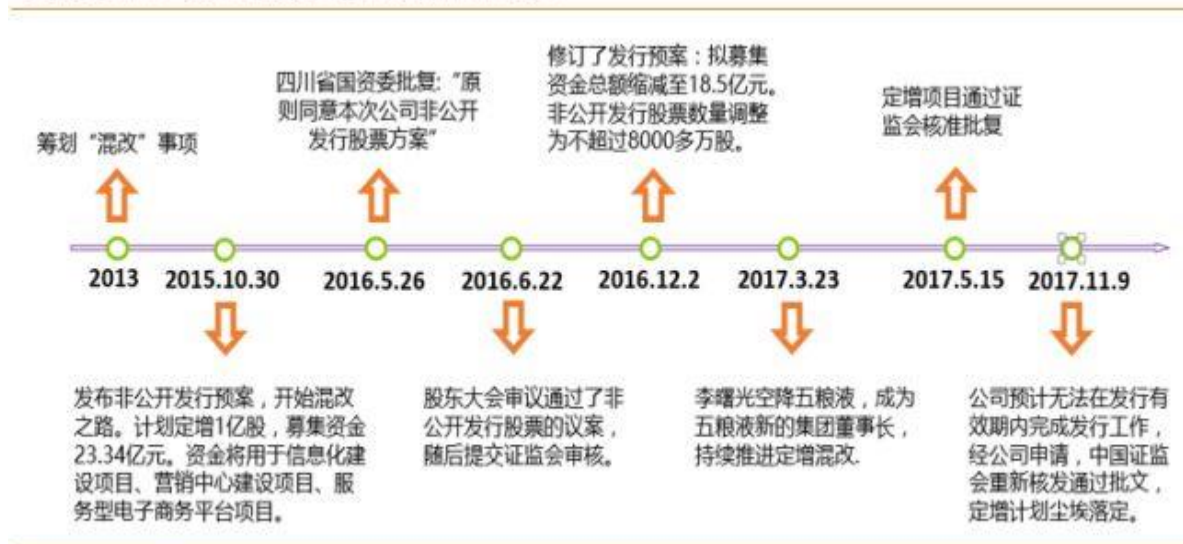 筹划“混改”事项
四川省国资委批复:“原
则同意本次公司非公开
发行股票方案”
修订了发行预案：拟募集
资金总额缩减至18.5亿元。
非公开发行股票数量调整
为不超过8000多万股。
定增项目通过证
监会核准批复
2013
2015.10.30
2016.5.26
2016.6.22
2016.12.2
2017.3.23
2017.5.15
2017.11.9
发布非公开发行预案，开始混改
之路。计划定增1亿股，募集资金
23.34亿元。资金将用于信息化建
设项目、营销中心建设项目、服
务型电子商务平台项目。
股东大会审议通过了非
公开发行股票的议案，
随后提交证监会审核。
李曙光空降五粮液，成为
五粮液新的集团董事长，
持续推进定增混改.
公司预计无法在发行有
效期内完成发行工作，
经公司申请，中国证监
会重新核发通过批文，
定增计划尘埃落定。